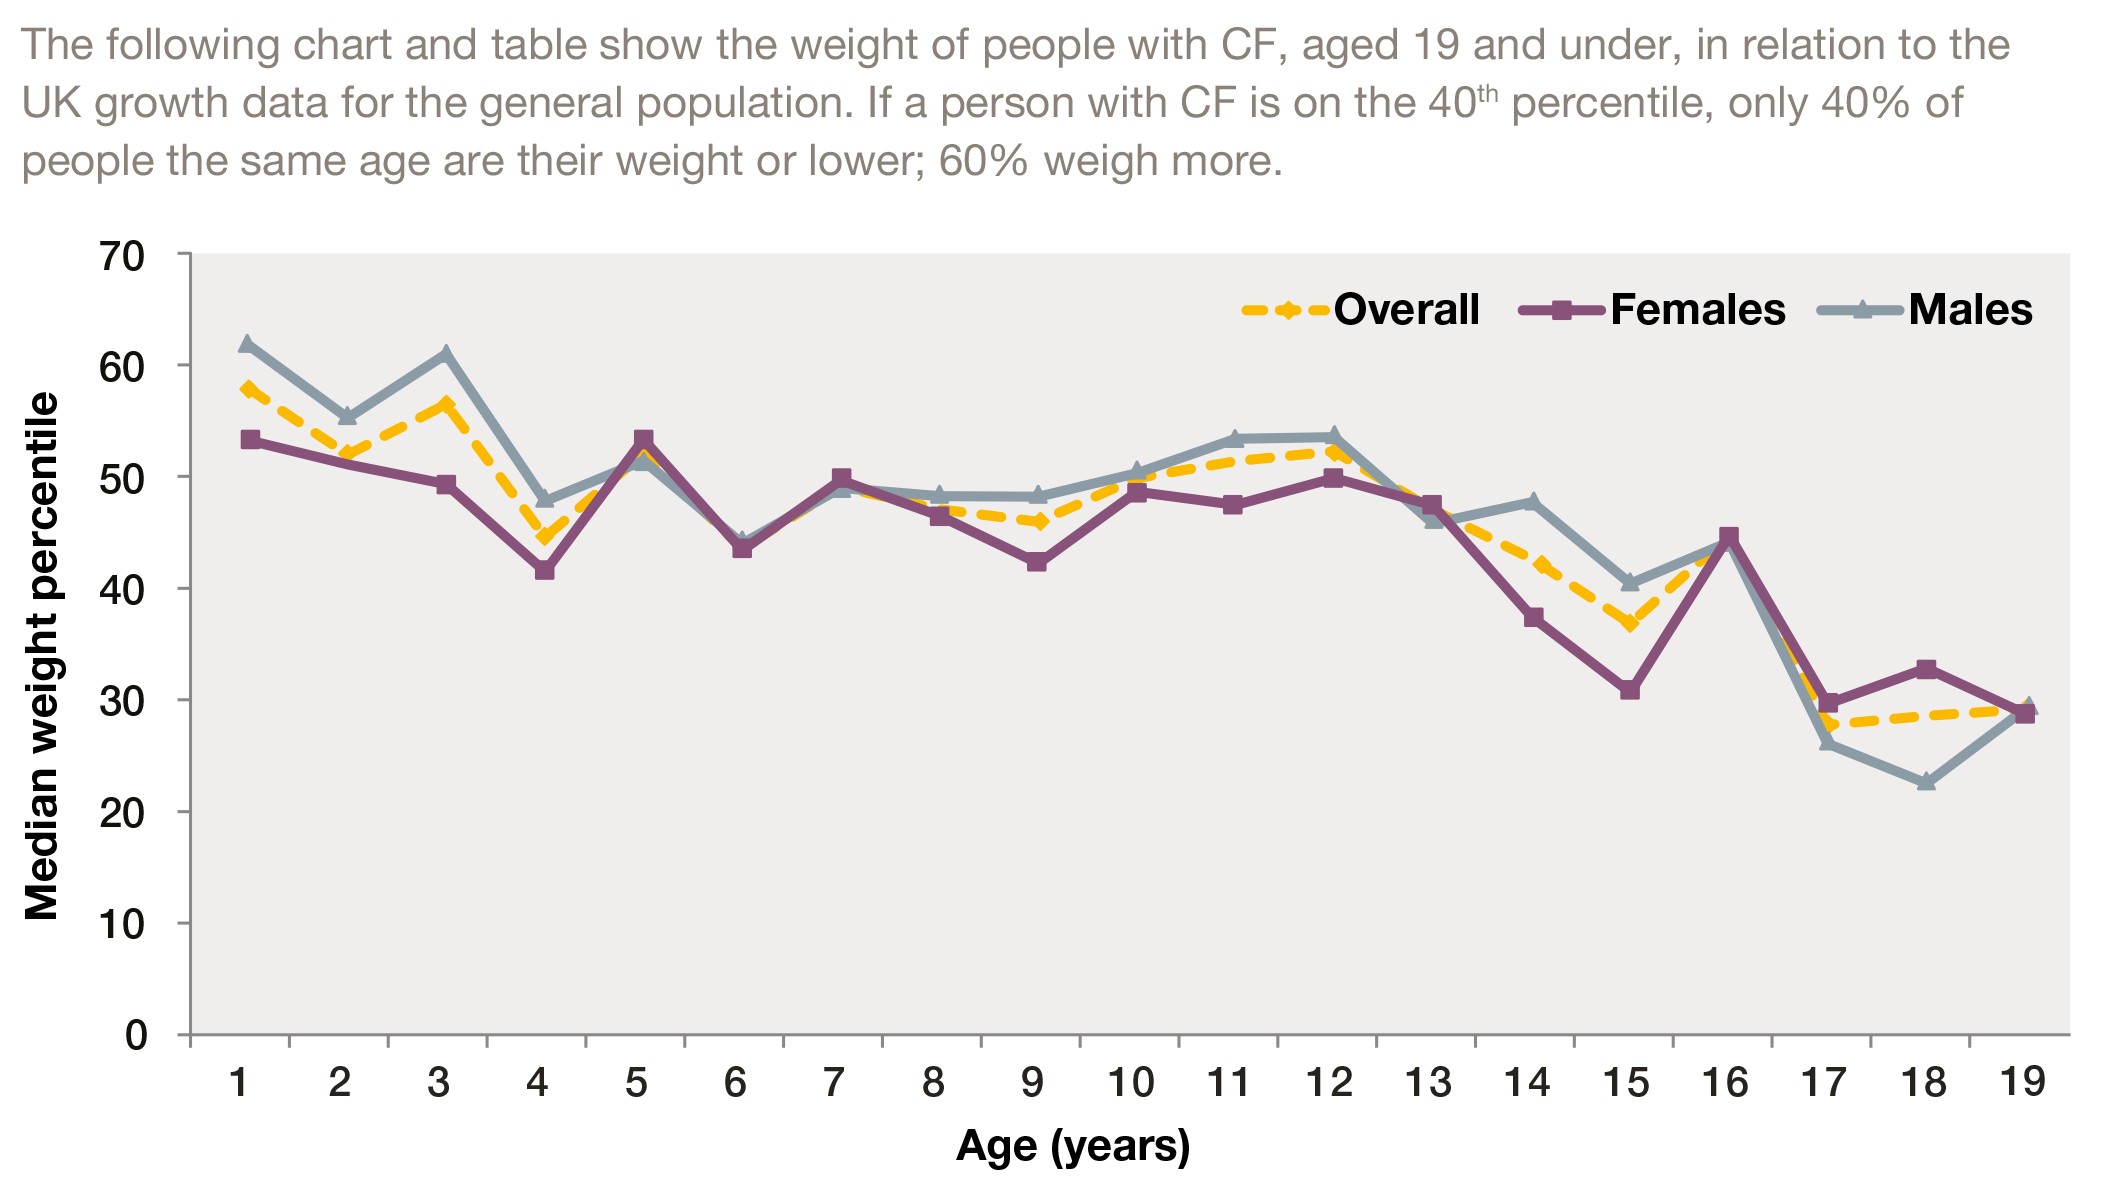 The following chart and table show the weight of people with CF, aged 19 and under, in relation to the
UK growth data for the general population. If a person with CF is on the 40th percentile, only 40% of
people the same age are their weight or lower; 60% weigh more.
70
60
50
40
30
20
10
0
Median weight percentile
Overall Females Males
1 2 3 4 5 6 7 8 9 10 11 12 13 14 15 16 17 18 19
Age (years)